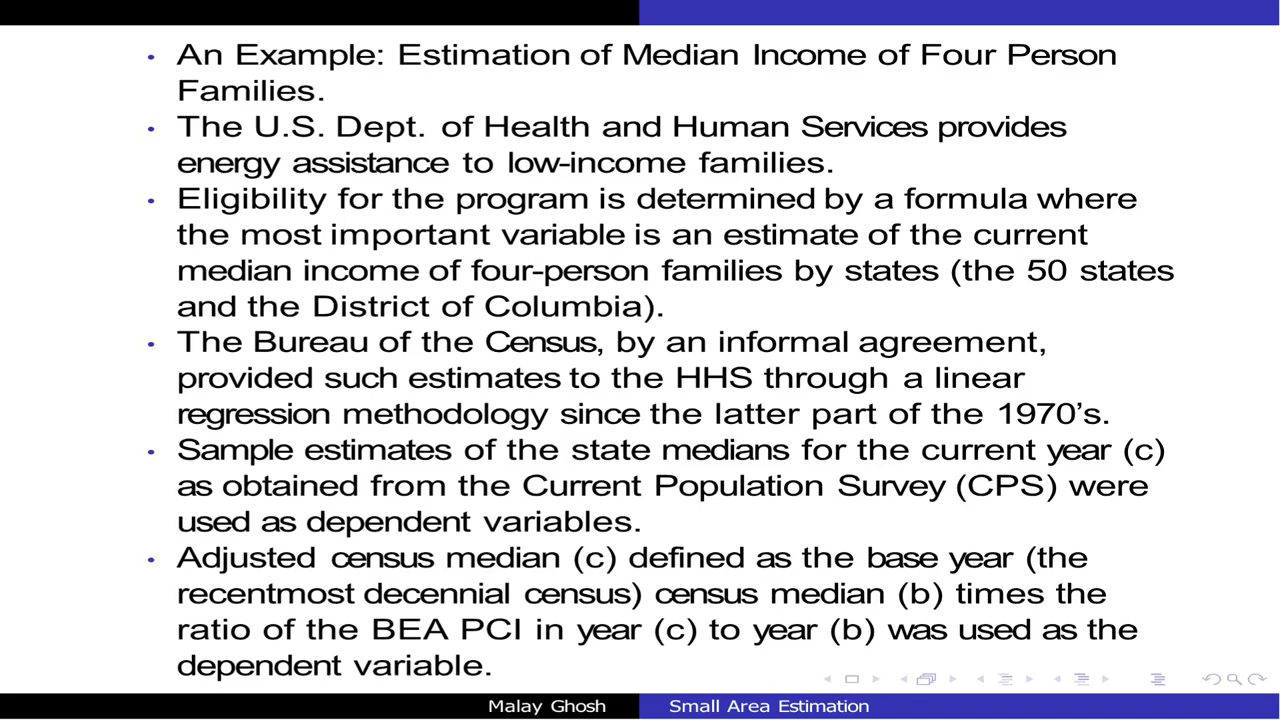 • An Example: Estimation of Median Income of Four Person
Families.
• The U.S. Dept. of Health and Human Services provides
energy assistance to low-income families.
• Eligibility for the program is determined by a formula where
the most important variable is an estimate of the current
median income of four-person families by states (the 50 states
and the District of Columbia).
• The Bureau of the Census, by an informal agreement,
provided such estimates to the HHS through a linear
regression methodology since the latter part of the 1970’s.
• Sample estimates of the state medians for the current year (c)
as obtained from the Current Population Survey (CPS) were
used as dependent variables.
• Adjusted census median (c) defined as the base year (the
recentmost decennial census) census median (b) times the
ratio of the BEA PCI in year (c) to year (b) was used as the
dependent variable.
Malay Ghosh Small Area Estimation